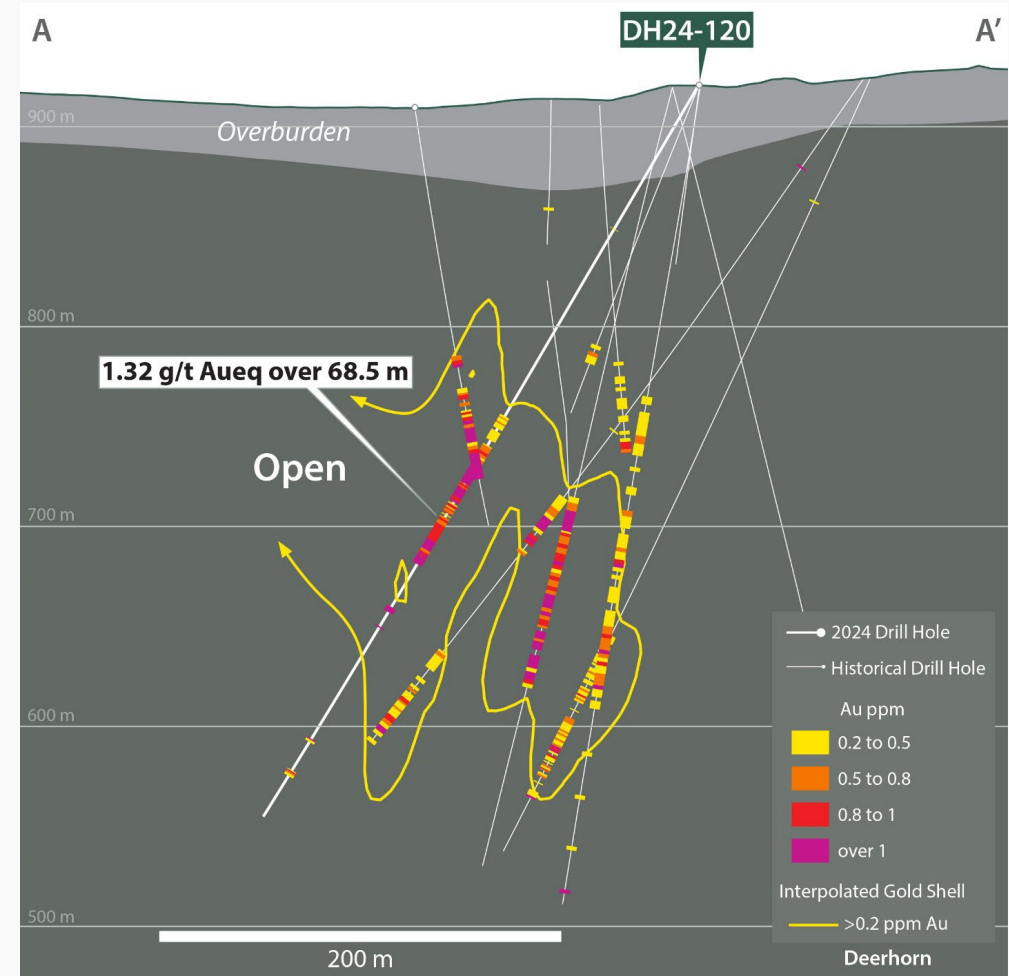 A
DH24-120
A’
900 m
Overburden
800 m
1.32 g/t Aueq over 68.5 m
Open
700 m
2024 Drill Hole
Historical Drill Hole
Au ppm
600 m
0.2 to 0.5
0.5 to 0.8
0.8 to 1
over 1
Interpolated Gold Shell
>0.2 ppm Au
500 m
200 m
Deerhorn